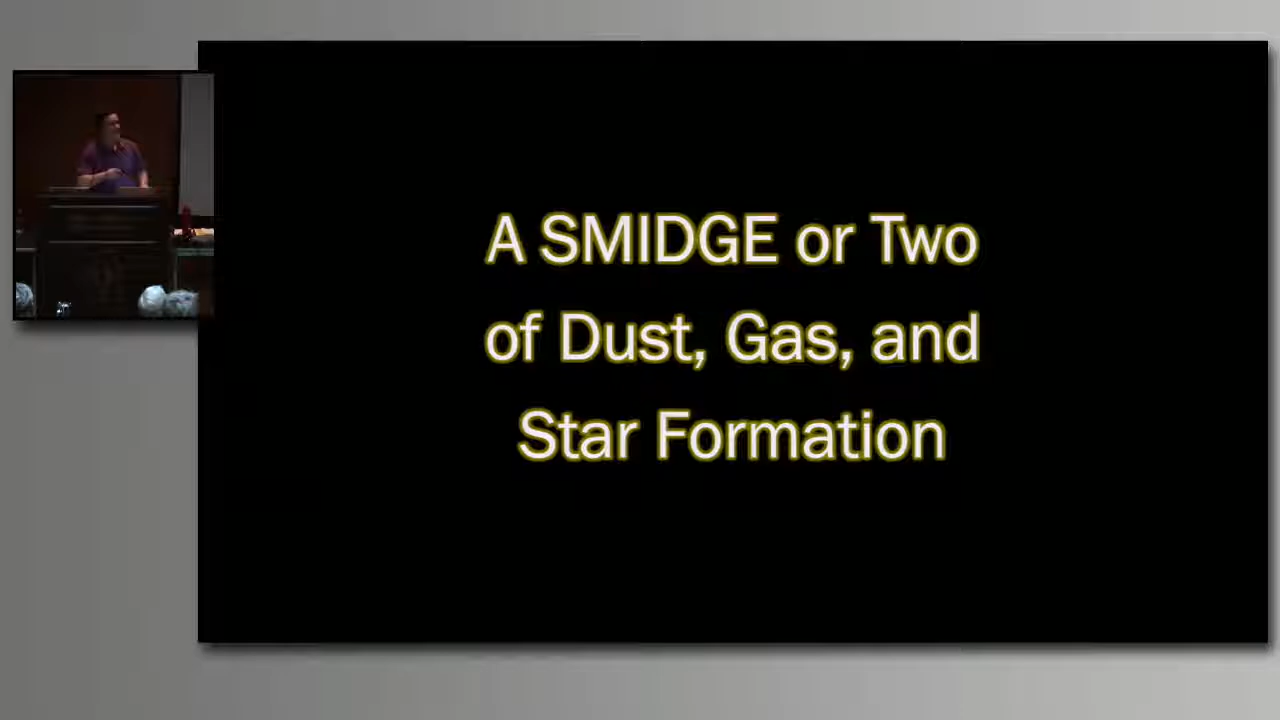 A SMIDGE or Two
of Dust, Gas, and
Star Formation